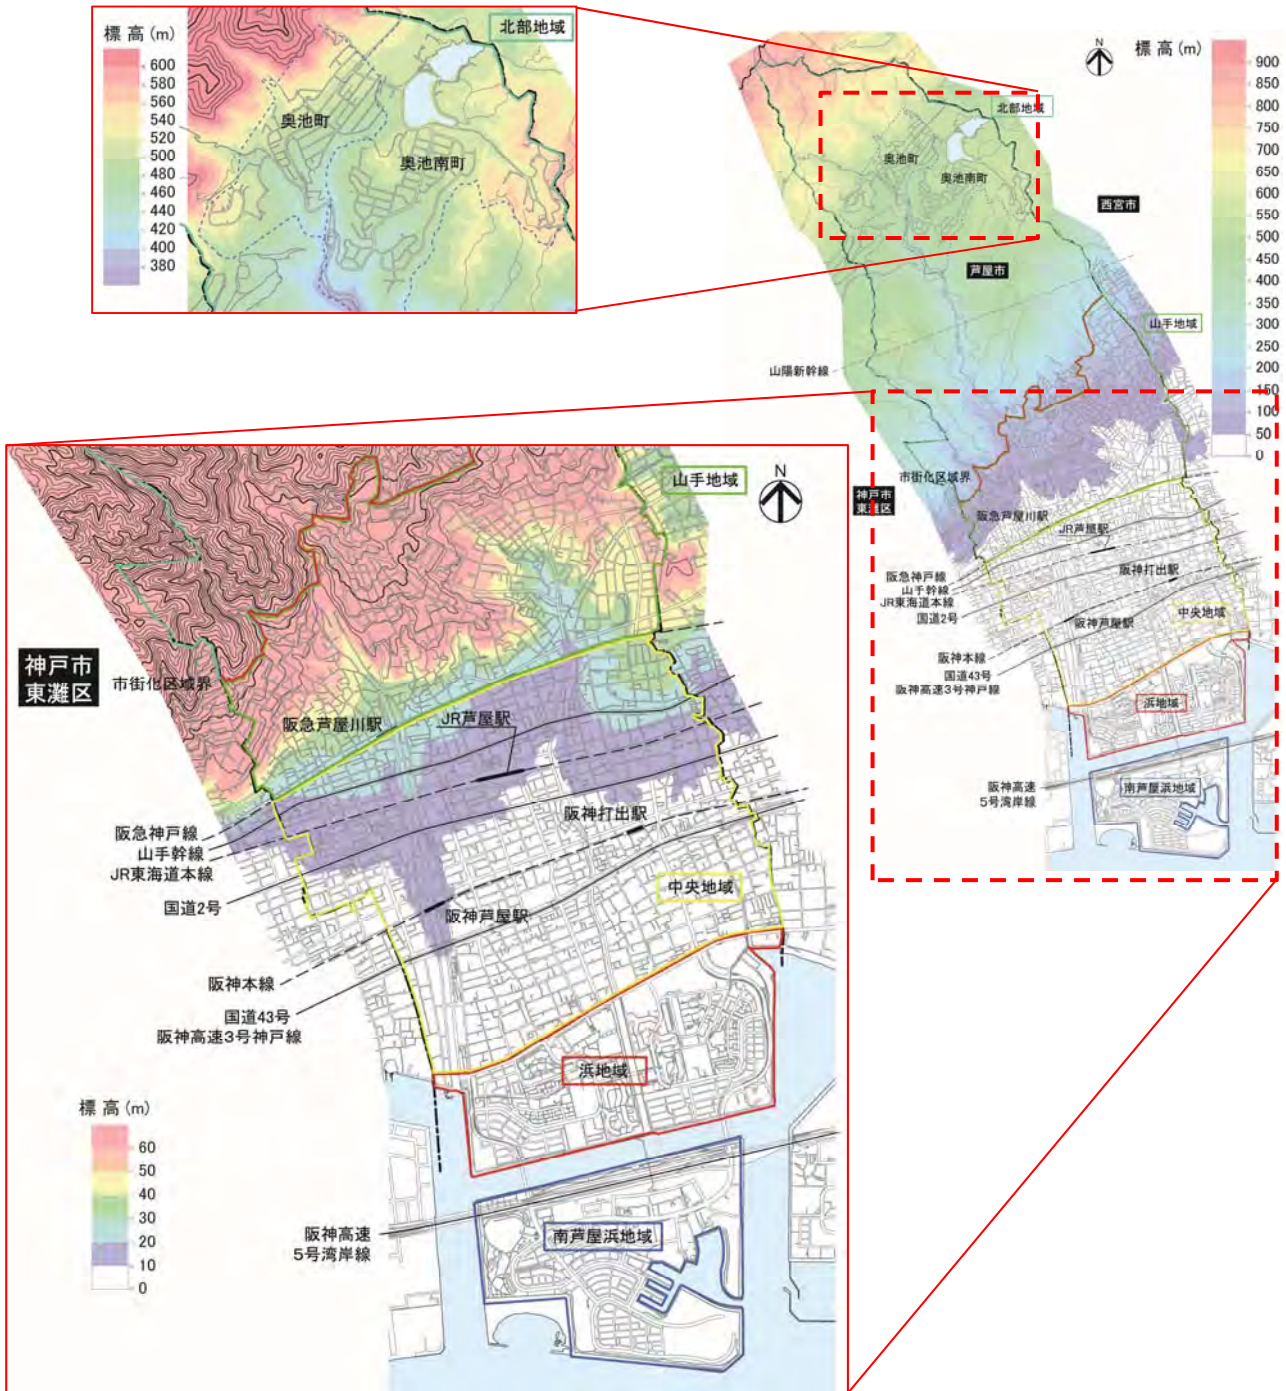 標 高 (m)
600
580
560
540
520
500
480
460
440
420
400
380
北部地域
奥池町
奥池南町
N
標 高 (m)
900
850
800
750
700
650
600
550
500
450
400
350
300
250
200
150
100
50
0
北部地域
奥池町
奥池南町
西宮市
芦屋市
山手地域
山陽新幹線
市街化区域界
神戸市
東灘区
阪急芦屋川駅
JR芦屋駅
阪神打出駅
阪急神戸線
山手幹線
JR東海道本線
国道2号
中央地域
阪神芦屋駅
阪神本線
国道43号
阪神高速3号神戸線
浜地域
阪神高速
5号湾岸線
南芦屋浜地域
N
山手地域
神戸市
東灘区
市街化区域界
阪急芦屋川駅
JR芦屋駅
阪神打出駅
阪急神戸線
山手幹線
JR東海道本線
国道2号
中央地域
阪神芦屋駅
阪神本線
国道43号
阪神高速3号神戸線
浜地域
標 高 (m)
60
50
40
30
20
10
0
阪神高速
5号湾岸線
南芦屋浜地域